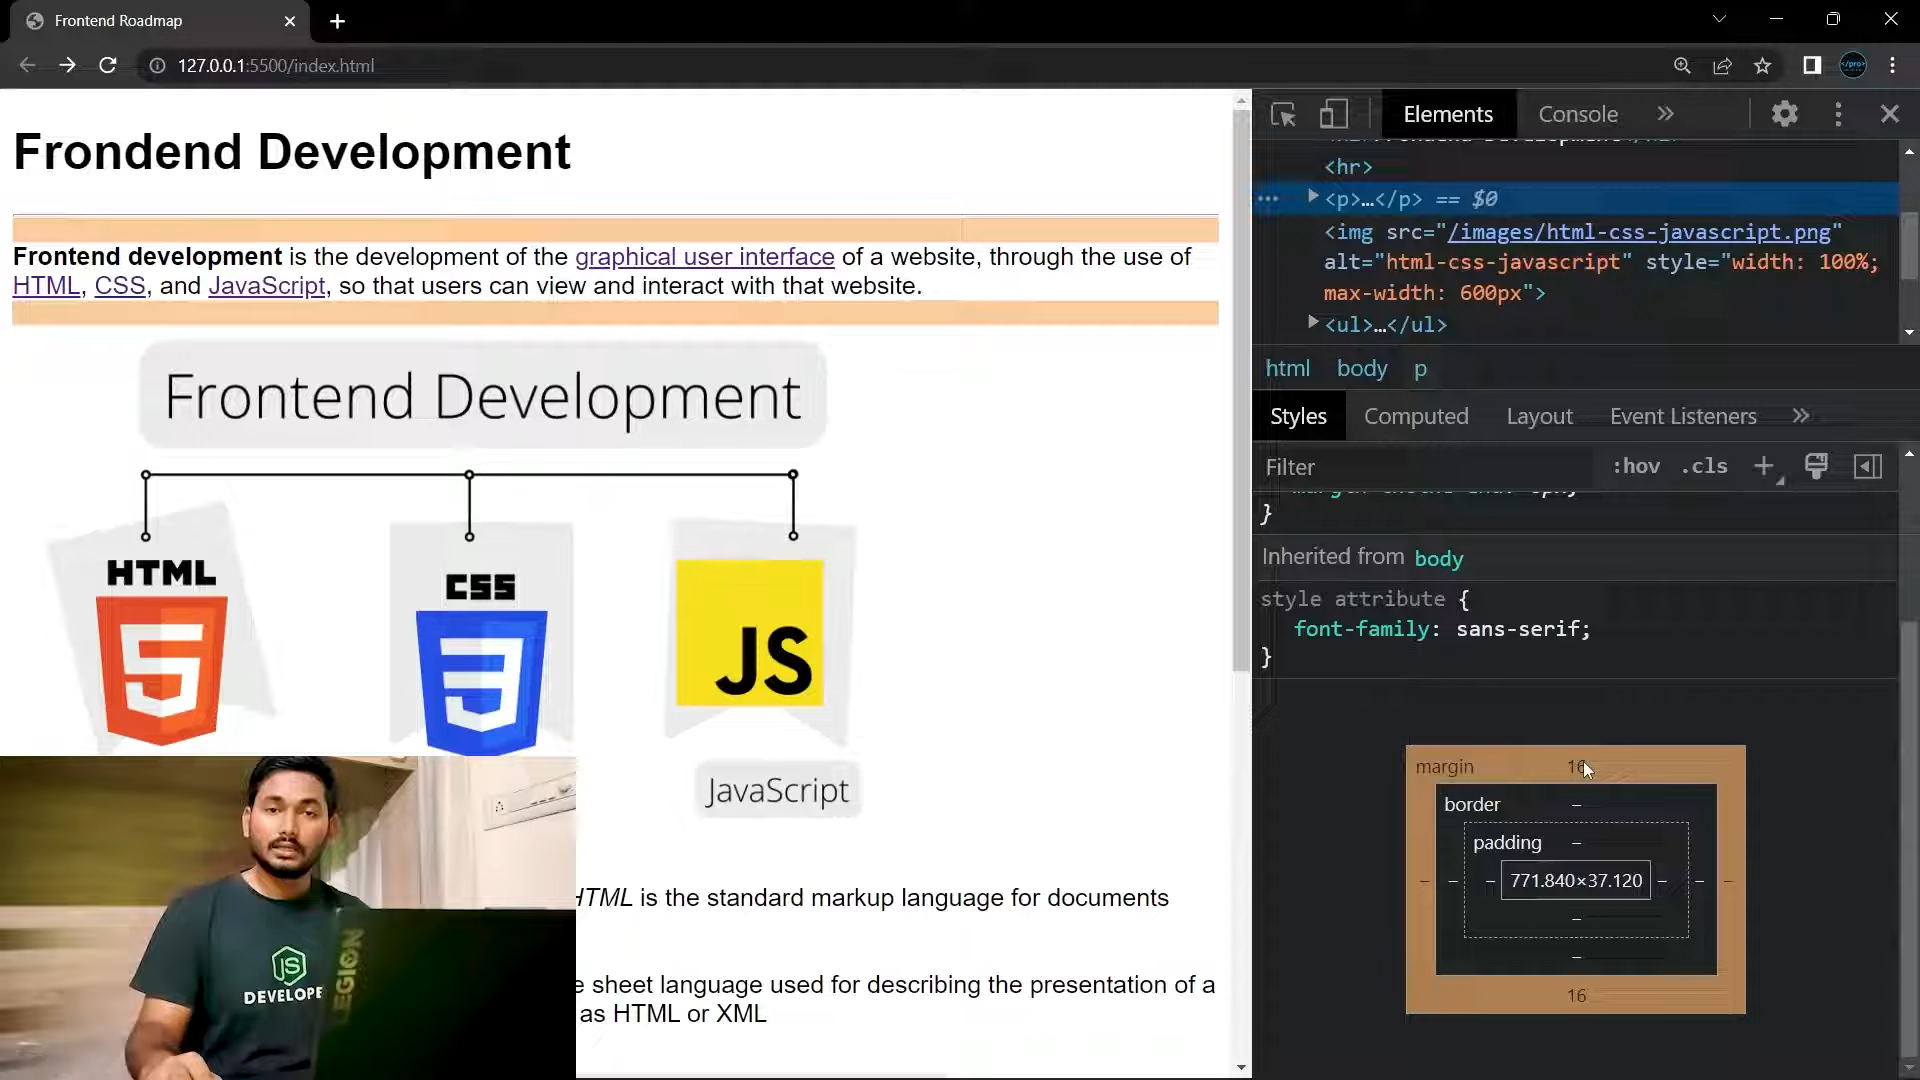 Frontend Roadmap
127.0.0.1:5500/index.html
Frondend Development
Frontend development is the development of the graphical user interface of a website, through the use of
HTML, CSS, and JavaScript, so that users can view and interact with that website.
Frontend Development
HTML
CSS
JS
JavaScript
HTML is the standard markup language for documents
e sheet language used for describing the presentation of a
as HTML or XML
JS
DEVELOPE
LEGION
Elements
Console
<hr>
<p>…</p> == $0
<img src="/images/html-css-javascript.png"
alt="html-css-javascript" style="width: 100%;
max-width: 600px">
<ul>…</ul>
html body p
Styles Computed Layout Event Listeners
Filter
:hov .cls
}
Inherited from body
style attribute {
font-family: sans-serif;
}
margin 16
border –
padding –
771.840×37.120
–
–
16